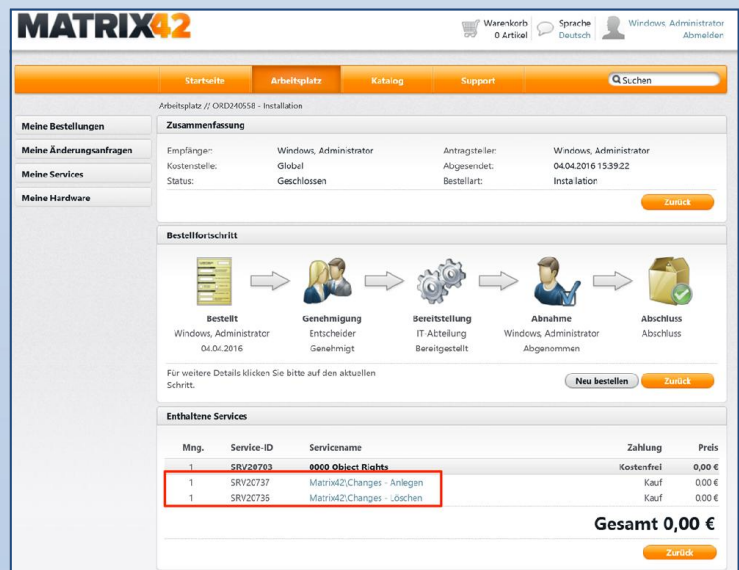 MATRIX42
Warenkorb
0 Artikel
Sprache
Deutsch
Windows, Administrator
Abmelden
Startseite
Arbeitsplatz
Katalog
Support
Suchen
Arbeitsplatz // ORD240558 - Installation
Meine Bestellungen
Meine Änderungsanfragen
Meine Services
Meine Hardware
Zusammenfassung
Empfänger: Windows, Administrator Antragsteller: Windows, Administrator
Kostenstelle: Global Abgesendet: 04.04.2016 15:39:22
Status: Geschlossen Bestellart: Installation
Zurück
Bestellfortschritt
Bestellt Genehmigung Bereitstellung Abnahme Abschluss
Windows, Administrator Entscheider IT-Abteilung Windows, Administrator Abschluss
04.04.2016 Genehmigt Bereitgestellt Abgenommen
Für weitere Details klicken Sie bitte auf den aktuellen
Schritt.
Neu bestellen Zurück
Enthaltene Services
Mng. Service-ID Servicename Zahlung Preis
1 SRV20703 0000 Object Rights Kostenfrei 0,00 €
1 SRV20737 Matrix42\Changes - Anlegen Kauf 0,00 €
1 SRV20736 Matrix42\Changes - Löschen Kauf 0,00 €
Gesamt 0,00 €
Zurück